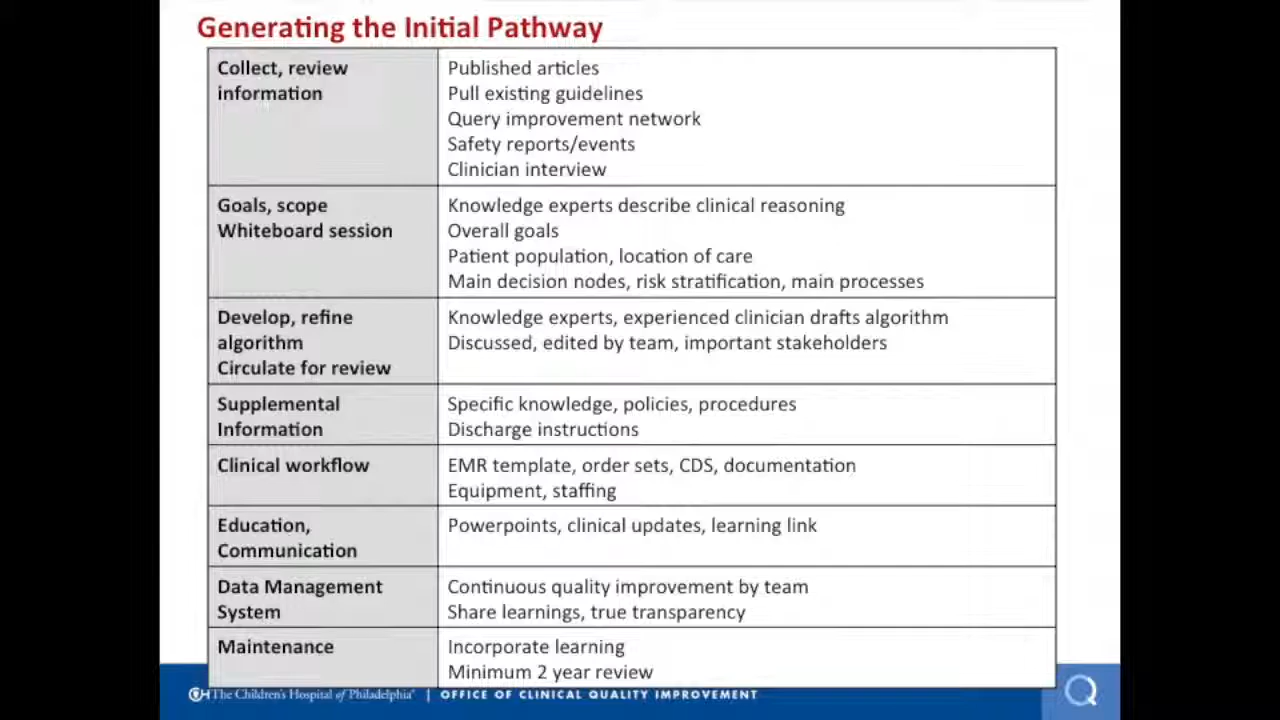 Generating the Initial Pathway
Collect, review
information
Published articles
Pull existing guidelines
Query improvement network
Safety reports/events
Clinician interview
Goals, scope
Whiteboard session
Knowledge experts describe clinical reasoning
Overall goals
Patient population, location of care
Main decision nodes, risk stratification, main processes
Develop, refine
algorithm
Circulate for review
Knowledge experts, experienced clinician drafts algorithm
Discussed, edited by team, important stakeholders
Supplemental
Information
Specific knowledge, policies, procedures
Discharge instructions
Clinical workflow
EMR template, order sets, CDS, documentation
Equipment, staffing
Education,
Communication
Powerpoints, clinical updates, learning link
Data Management
System
Continuous quality improvement by team
Share learnings, true transparency
Maintenance
Incorporate learning
Minimum 2 year review
The Children's Hospital of Philadelphia® | OFFICE OF CLINICAL QUALITY IMPROVEMENT